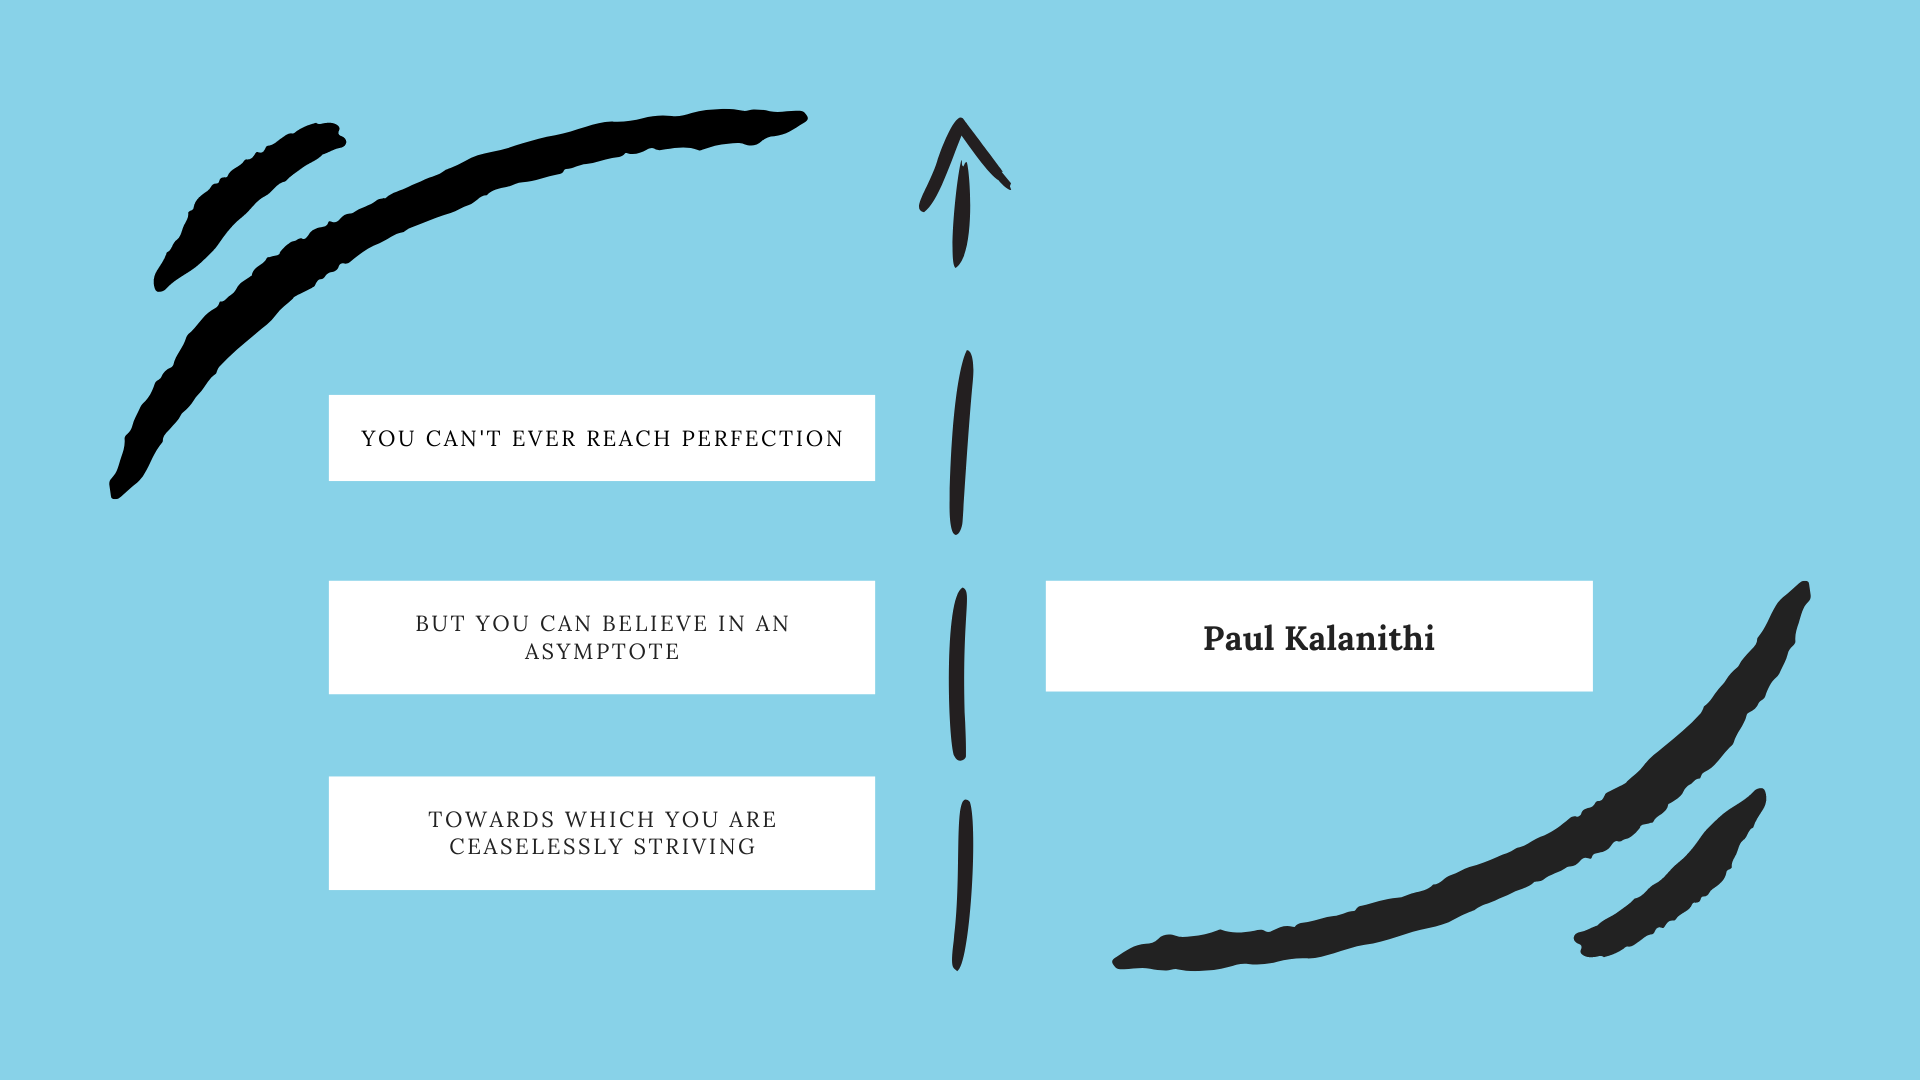 YOU CAN'T EVER REACH PERFECTION
BUT YOU CAN BELIEVE IN AN
ASYMPTOTE
TOWARDS WHICH YOU ARE
CEASELESSLY STRIVING
Paul Kalanithi